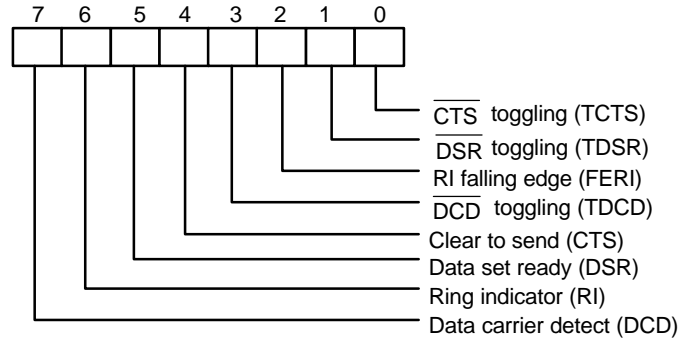 7 6 5 4 3 2 1 0
CTS toggling (TCTS)
DSR toggling (TDSR)
RI falling edge (FERI)
DCD toggling (TDCD)
Clear to send (CTS)
Data set ready (DSR)
Ring indicator (RI)
Data carrier detect (DCD)